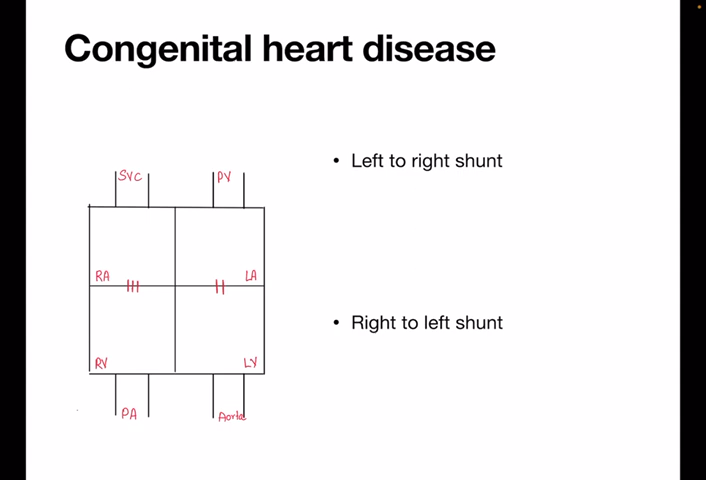 Congenital heart disease
• Left to right shunt
SVC PV
RA LA
• Right to left shunt
RV LV
PA Aorta